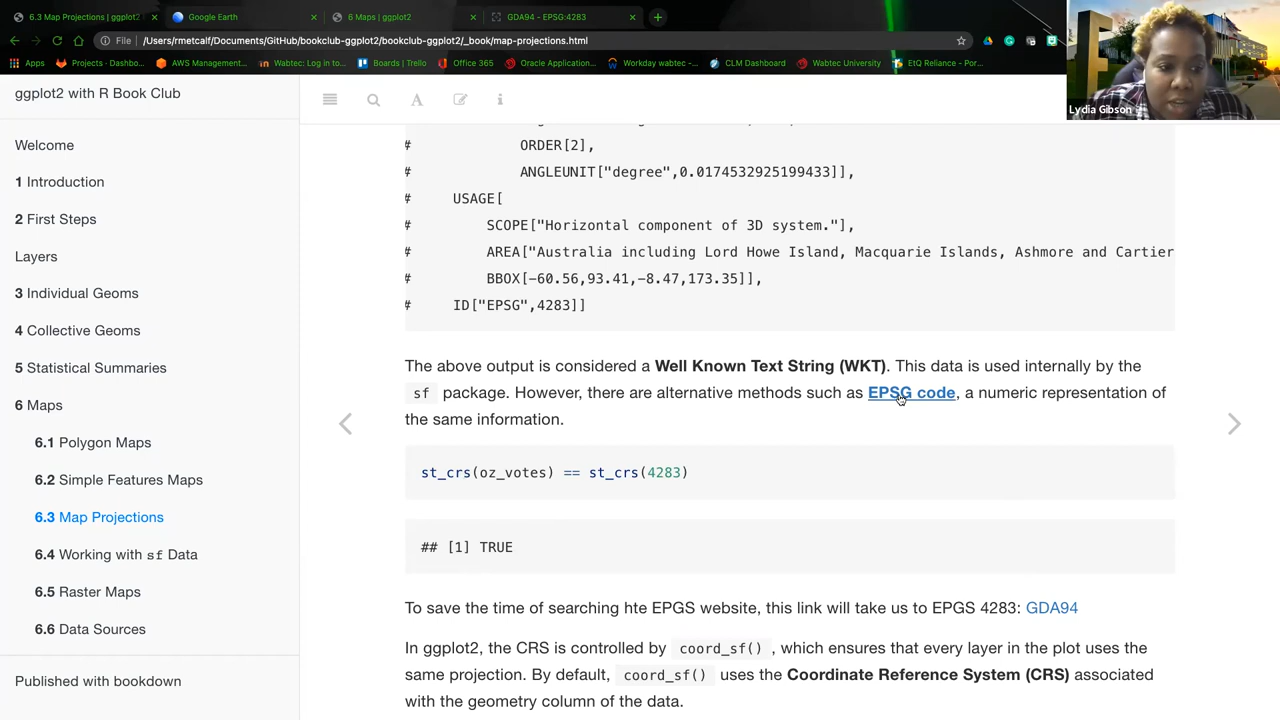 6.3 Map Projections | ggplot2
Google Earth
6 Maps | ggplot2
GDA94 - EPSG:4283
File
/Users/rmetcalf/Documents/GitHub/bookclub-ggplot2/bookclub-ggplot2/_book/map-projections.html
Apps
Projects · Dashbo...
AWS Management...
Wabtec: Log in to...
Boards | Trello
Office 365
Oracle Application...
Workday wabtec -...
CLM Dashboard
Wabtec University
EtQ Reliance - Por...
Lydia Gibson
ggplot2 with R Book Club
Welcome
1 Introduction
2 First Steps
Layers
3 Individual Geoms
4 Collective Geoms
5 Statistical Summaries
6 Maps
6.1 Polygon Maps
6.2 Simple Features Maps
6.3 Map Projections
6.4 Working with sf Data
6.5 Raster Maps
6.6 Data Sources
Published with bookdown
# ORDER[2],
# ANGLEUNIT["degree",0.0174532925199433]],
# USAGE[
# SCOPE["Horizontal component of 3D system."],
# AREA["Australia including Lord Howe Island, Macquarie Islands, Ashmore and Cartier
# BBOX[-60.56,93.41,-8.47,173.35]],
# ID["EPSG",4283]]
The above output is considered a Well Known Text String (WKT). This data is used internally by the
sf package. However, there are alternative methods such as EPSG code, a numeric representation of
the same information.
st_crs(oz_votes) == st_crs(4283)
## [1] TRUE
To save the time of searching hte EPGS website, this link will take us to EPGS 4283: GDA94
In ggplot2, the CRS is controlled by coord_sf() , which ensures that every layer in the plot uses the
same projection. By default, coord_sf() uses the Coordinate Reference System (CRS) associated
with the geometry column of the data.